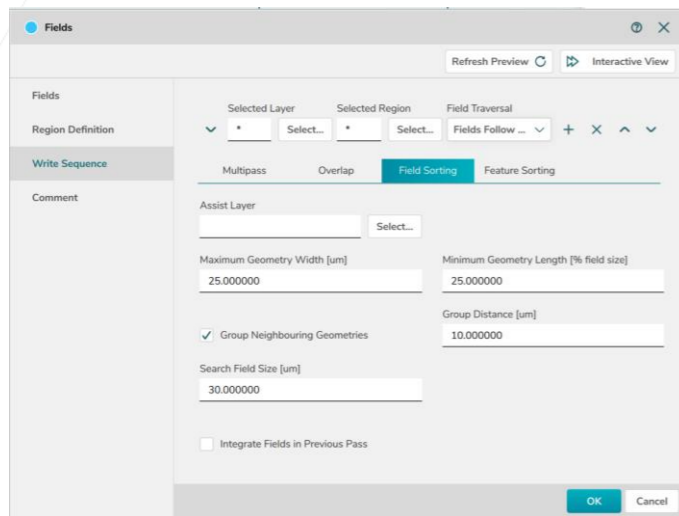 Fields
Refresh Preview Interactive View
Fields
Region Definition
Write Sequence
Comment
Selected Layer Selected Region Field Traversal
* Select... * Select... Fields Follow ...
Multipass Overlap Field Sorting Feature Sorting
Assist Layer
Select...
Maximum Geometry Width [um] Minimum Geometry Length [% field size]
25.000000 25.000000
Group Distance [um]
Group Neighbouring Geometries 10.000000
Search Field Size [um]
30.000000
Integrate Fields in Previous Pass
OK Cancel